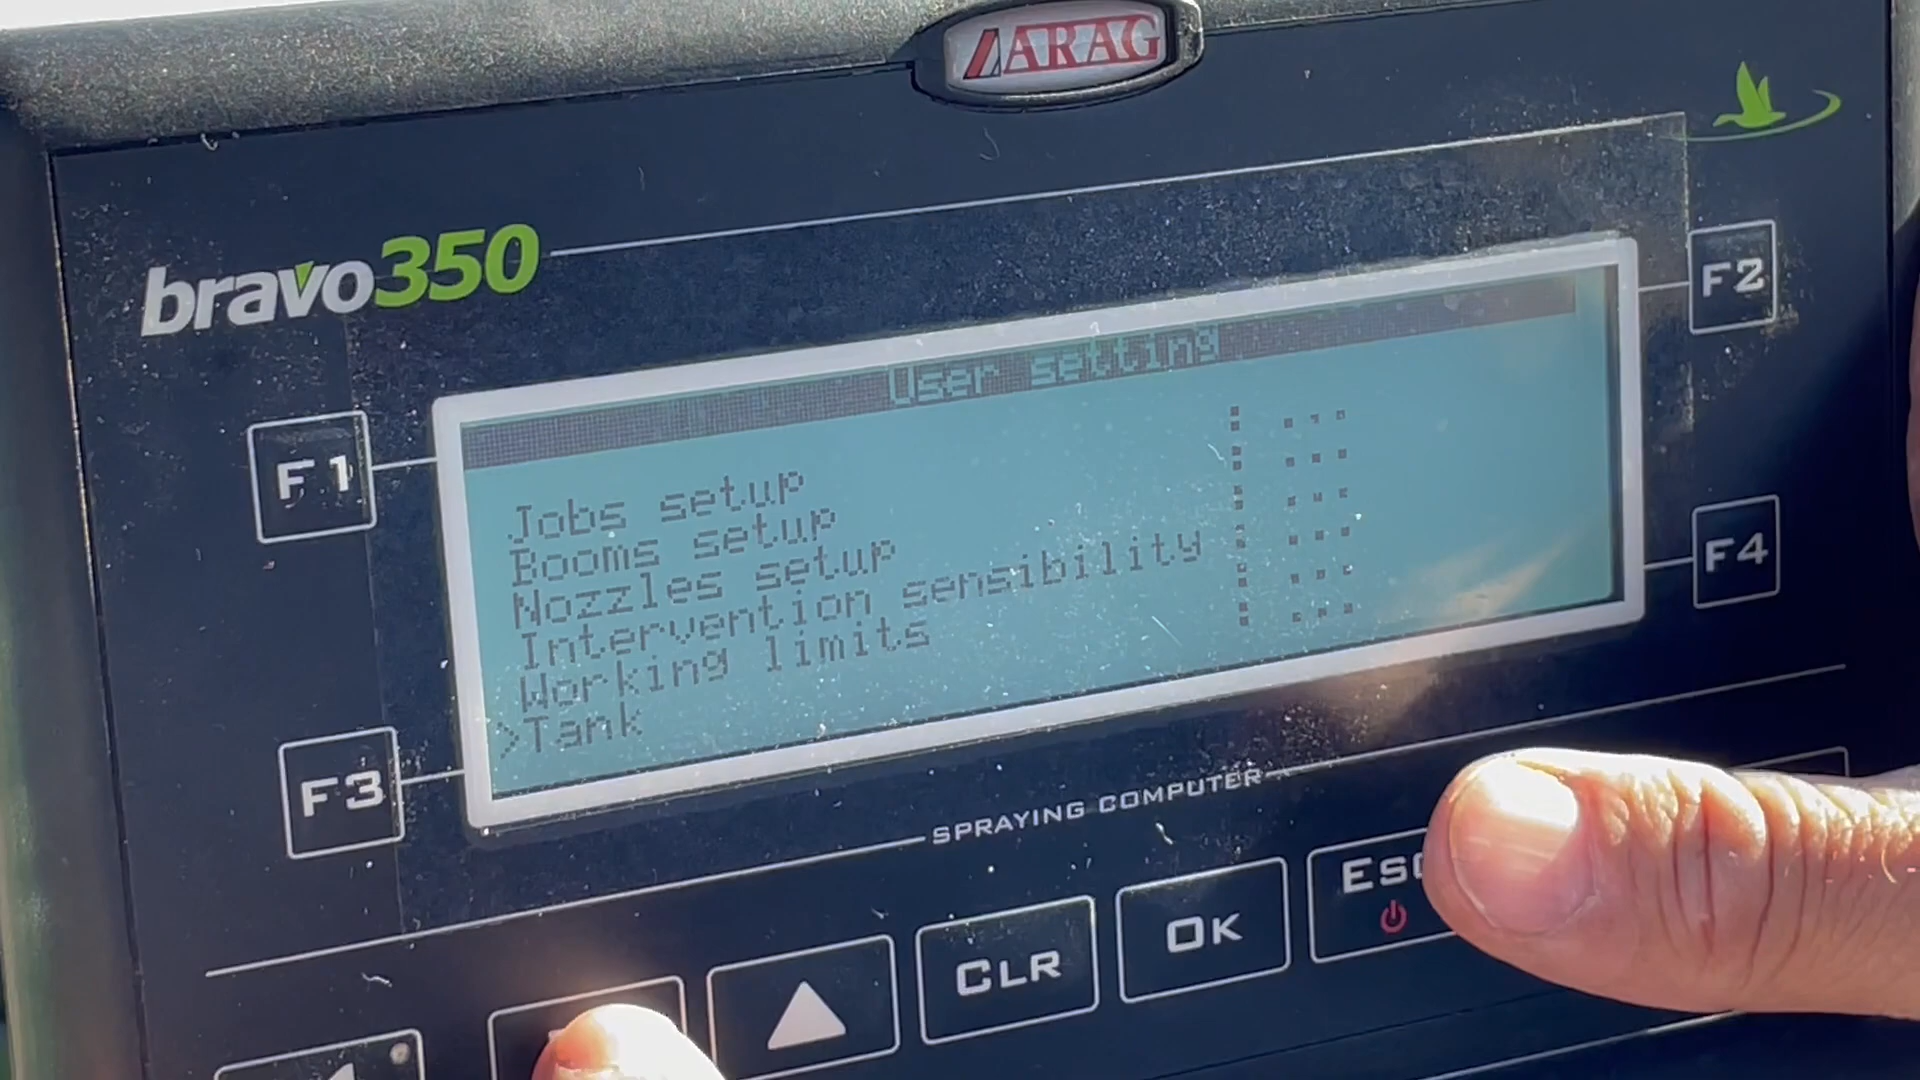 ARAG
bravo350
F1
F2
F3
F4
User setting
Jobs setup : ...
Booms setup : ...
Nozzles setup : ...
Intervention sensibility : ...
Working limits : ...
>Tank : ...
SPRAYING COMPUTER
CLR
OK